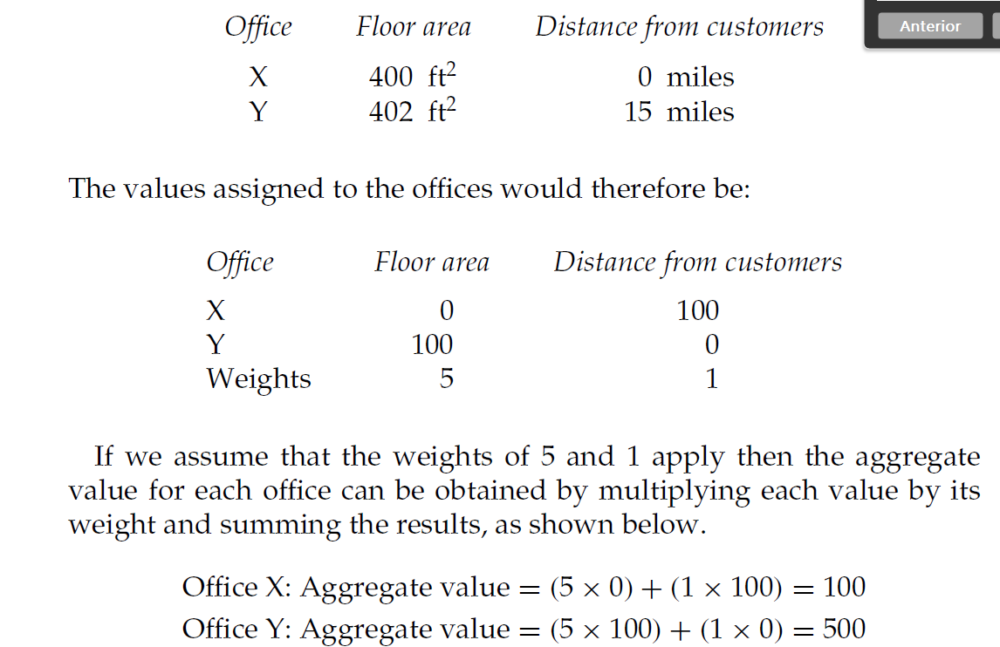 Office Floor area Distance from customers
Anterior
X 400 ft² 0 miles
Y 402 ft² 15 miles
The values assigned to the offices would therefore be:
Office Floor area Distance from customers
X 0 100
Y 100 0
Weights 5 1
If we assume that the weights of 5 and 1 apply then the aggregate
value for each office can be obtained by multiplying each value by its
weight and summing the results, as shown below.
Office X: Aggregate value = (5 × 0) + (1 × 100) = 100
Office Y: Aggregate value = (5 × 100) + (1 × 0) = 500